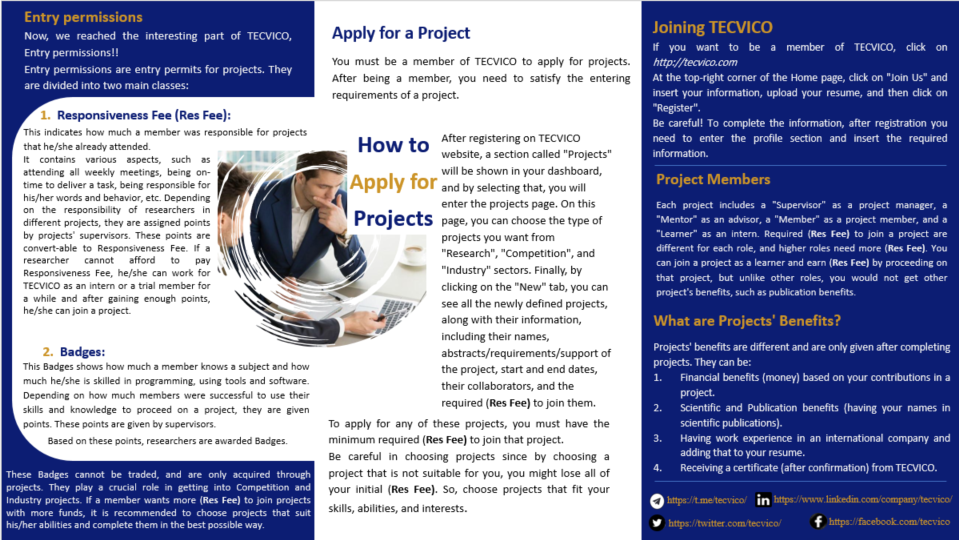 Entry permissions
Now, we reached the interesting part of TECVICO,
Entry permissions!!
Entry permissions are entry permits for projects. They
are divided into two main classes:
1. Responsiveness Fee (Res Fee):
This indicates how much a member was responsible for projects
that he/she already attended.
It contains various aspects, such as
attending all weekly meetings, being on-
time to deliver a task, being responsible for
his/her words and behavior, etc. Depending
on the responsibility of researchers in
different projects, they are assigned points
by projects' supervisors. These points are
convert-able to Responsiveness Fee. If a
researcher cannot afford to pay
Responsiveness Fee, he/she can work for
TECVICO as an intern or a trial member for
a while and after gaining enough points,
he/she can join a project.
2. Badges:
This Badges shows how much a member knows a subject and how
much he/she is skilled in programming, using tools and software.
Depending on how much members were successful to use their
skills and knowledge to proceed on a project, they are given
points. These points are given by supervisors.
Based on these points, researchers are awarded Badges.
These Badges cannot be traded, and are only acquired through
projects. They play a crucial role in getting into Competition and
Industry projects. If a member wants more (Res Fee) to join projects
with more funds, it is recommended to choose projects that suit
his/her abilities and complete them in the best possible way.
Apply for a Project
You must be a member of TECVICO to apply for projects.
After being a member, you need to satisfy the entering
requirements of a project.
How to
Apply for
Projects
After registering on TECVICO
website, a section called "Projects"
will be shown in your dashboard,
and by selecting that, you will
enter the projects page. On this
page, you can choose the type of
projects you want from
"Research", "Competition", and
"Industry" sectors. Finally, by
clicking on the "New" tab, you can
see all the newly defined projects,
along with their information,
including their names,
abstracts/requirements/support of
the project, start and end dates,
their collaborators, and the
required (Res Fee) to join them.
To apply for any of these projects, you must have the
minimum required (Res Fee) to join that project.
Be careful in choosing projects since by choosing a
project that is not suitable for you, you might lose all of
your initial (Res Fee). So, choose projects that fit your
skills, abilities, and interests.
Joining TECVICO
If you want to be a member of TECVICO, click on
http://tecvico.com
At the top-right corner of the Home page, click on "Join Us" and
insert your information, upload your resume, and then click on
"Register".
Be careful! To complete the information, after registration you
need to enter the profile section and insert the required
information.
Project Members
Each project includes a "Supervisor" as a project manager, a
"Mentor" as an advisor, a "Member" as a project member, and a
"Learner" as an intern. Required (Res Fee) to join a project are
different for each role, and higher roles need more (Res Fee). You
can join a project as a learner and earn (Res Fee) by proceeding on
that project, but unlike other roles, you would not get other
project's benefits, such as publication benefits.
What are Projects' Benefits?
Projects' benefits are different and are only given after completing
projects. They can be:
1. Financial benefits (money) based on your contributions in a
project.
2. Scientific and Publication benefits (having your names in
scientific publications).
3. Having work experience in an international company and
adding that to your resume.
4. Receiving a certificate (after confirmation) from TECVICO.
https://t.me/tecvico/
https://www.linkedin.com/company/tecvico/
https://twitter.com/tecvico/
https://facebook.com/tecvico